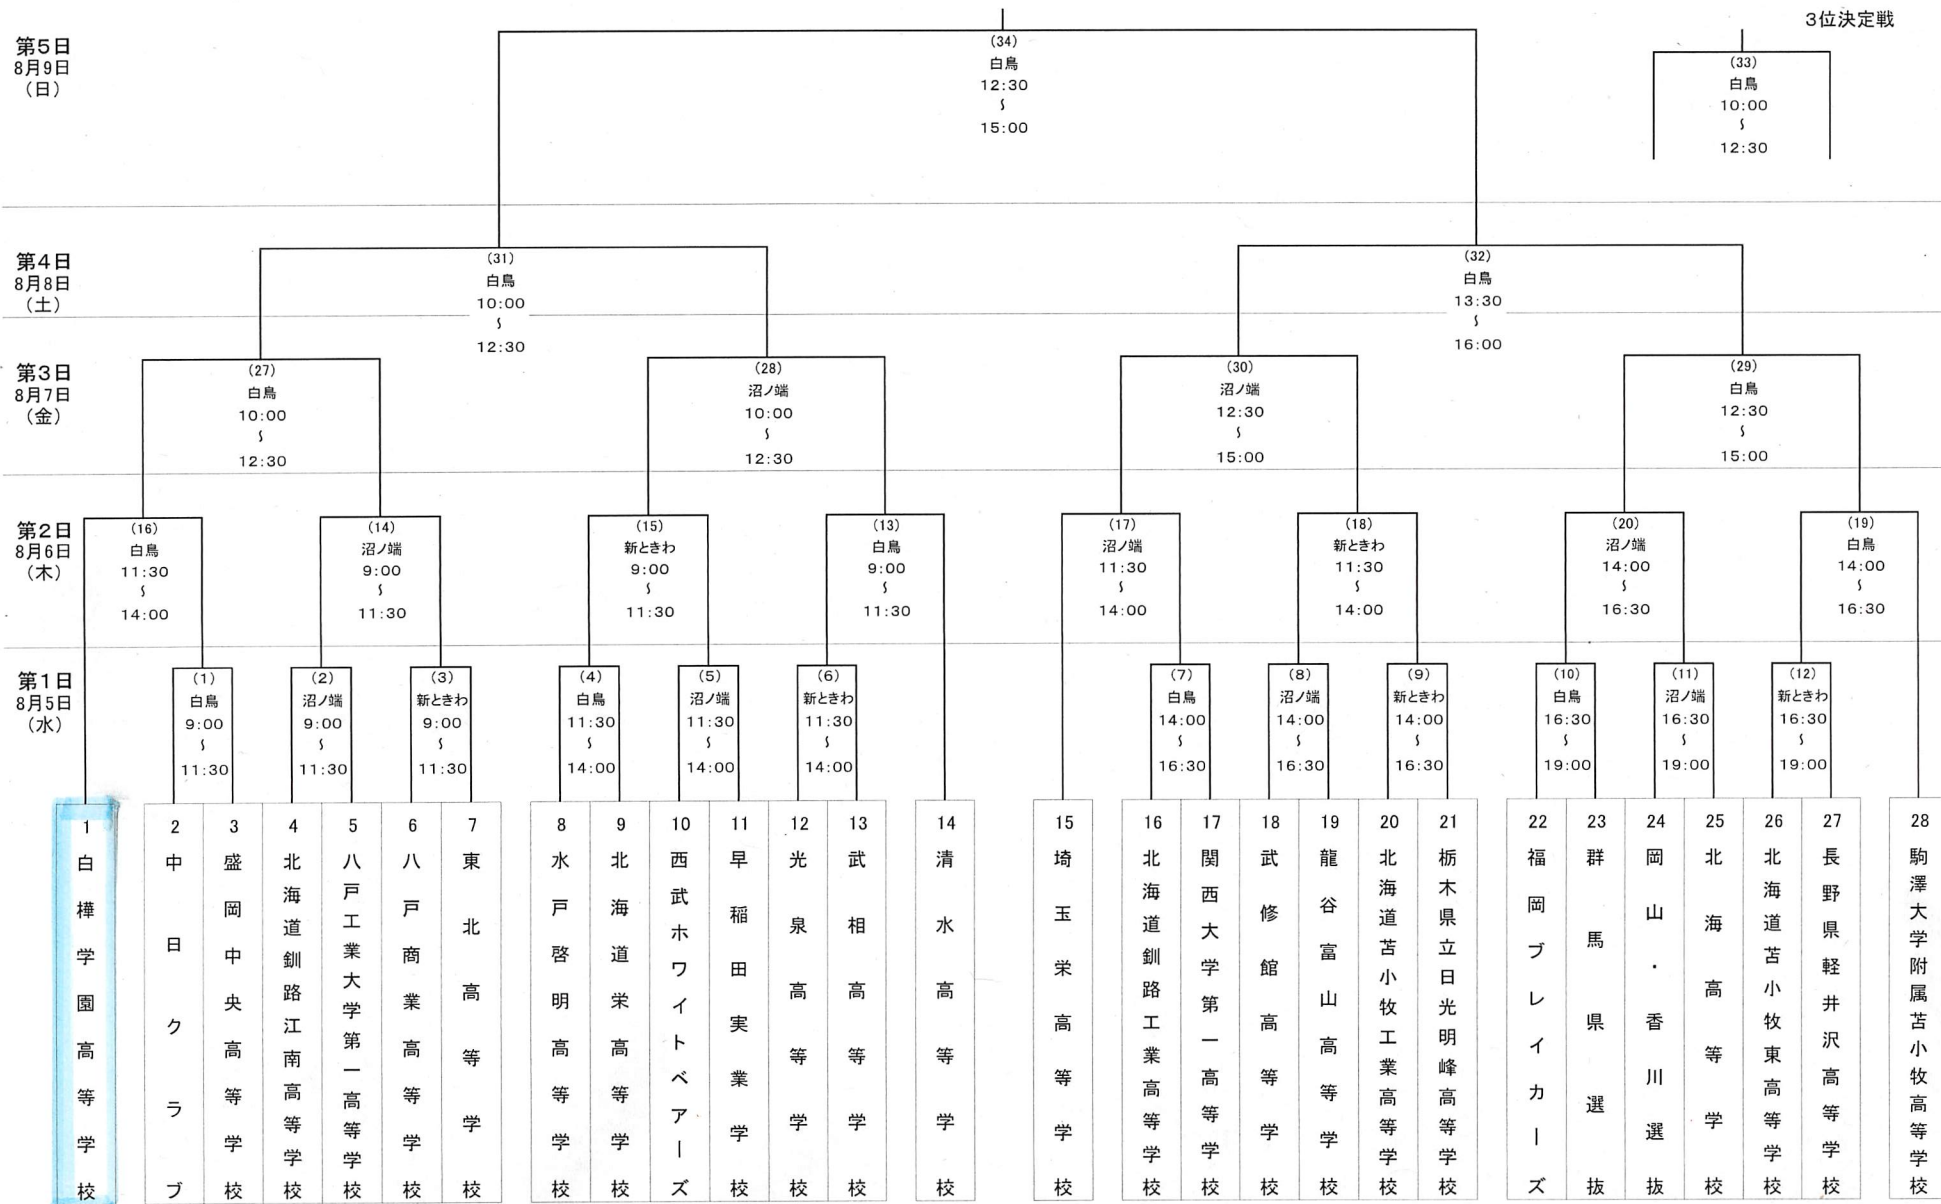 3位決定戦
第5日
8月9日
（日）
(34)
白鳥
12:30
～
15:00
(33)
白鳥
10:00
～
12:30
第4日
8月8日
（土）
(31)
白鳥
10:00
～
12:30
(32)
白鳥
13:30
～
16:00
第3日
8月7日
（金）
(27)
白鳥
10:00
～
12:30
(28)
沼ノ端
10:00
～
12:30
(30)
沼ノ端
12:30
～
15:00
(29)
白鳥
12:30
～
15:00
第2日
8月6日
（木）
(16)
白鳥
11:30
～
14:00
(14)
沼ノ端
9:00
～
11:30
(15)
新ときわ
9:00
～
11:30
(13)
白鳥
9:00
～
11:30
(17)
沼ノ端
11:30
～
14:00
(18)
新ときわ
11:30
～
14:00
(20)
沼ノ端
14:00
～
16:30
(19)
白鳥
14:00
～
16:30
第1日
8月5日
（水）
(1)
白鳥
9:00
～
11:30
(2)
沼ノ端
9:00
～
11:30
(3)
新ときわ
9:00
～
11:30
(4)
白鳥
11:30
～
14:00
(5)
沼ノ端
11:30
～
14:00
(6)
新ときわ
11:30
～
14:00
(7)
白鳥
14:00
～
16:30
(8)
沼ノ端
14:00
～
16:30
(9)
新ときわ
14:00
～
16:30
(10)
白鳥
16:30
～
19:00
(11)
沼ノ端
16:30
～
19:00
(12)
新ときわ
16:30
～
19:00
1
白樺学園高等学校
2
中日クラブ
3
盛岡中央高等学校
4
北海道釧路江南高等学校
5
八戸工業大学第一高等学校
6
八戸商業高等学校
7
東北高等学校
8
水戸啓明高等学校
9
北海道栄高等学校
10
西武ホワイトベアーズ
11
早稲田実業学校
12
光泉高等学校
13
武相高等学校
14
清水高等学校
15
埼玉栄高等学校
16
北海道釧路工業高等学校
17
関西大学第一高等学校
18
武修館高等学校
19
龍谷富山高等学校
20
北海道苫小牧工業高等学校
21
栃木県立日光明峰高等学校
22
福岡ブレイカーズ
23
群馬県選抜
24
岡山・香川選抜
25
北海高等学校
26
北海道苫小牧東高等学校
27
長野県軽井沢高等学校
28
駒澤大学附属苫小牧高等学校